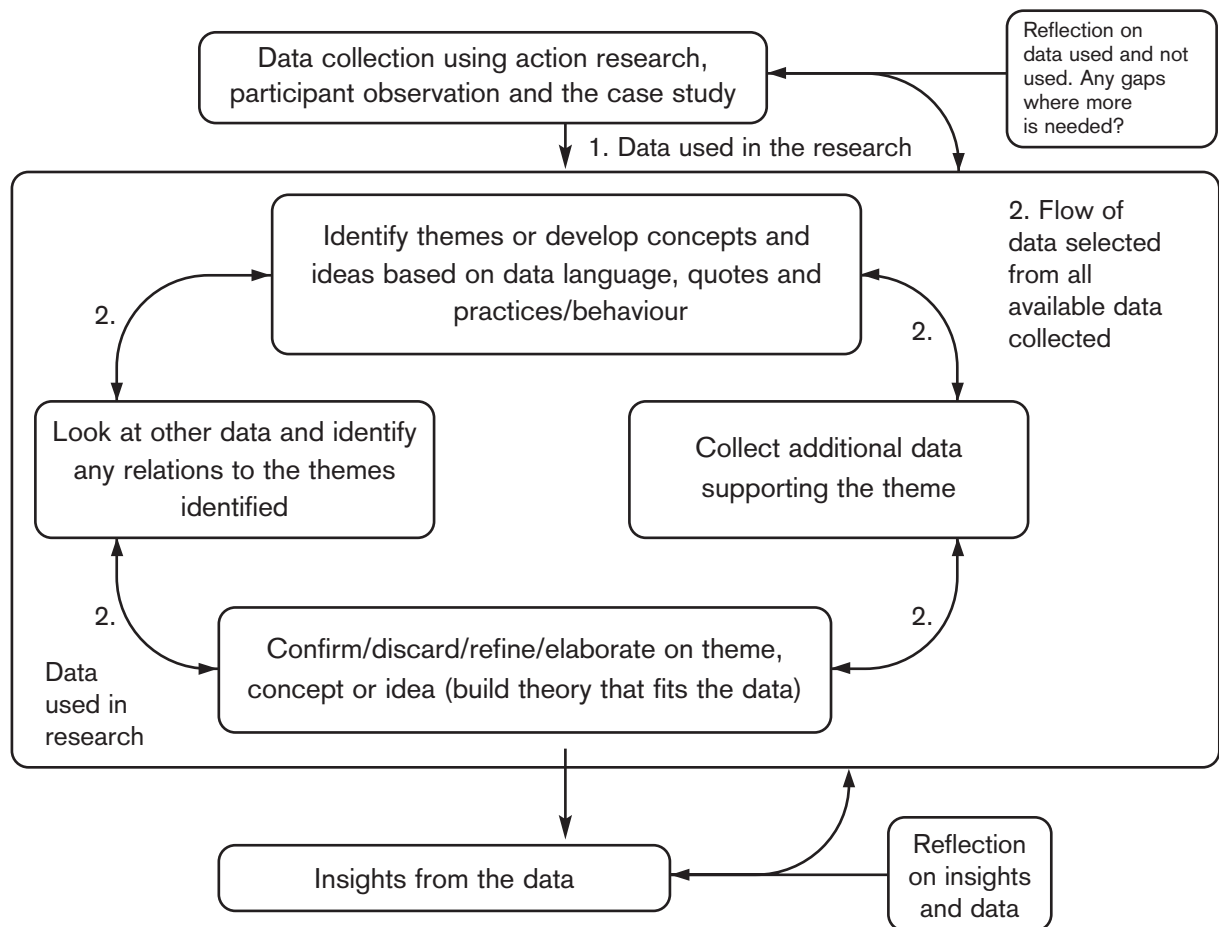 Data collection using action research,
participant observation and the case study
Reflection on
data used and not
used. Any gaps
where more
is needed?
1. Data used in the research
Identify themes or develop concepts and
ideas based on data language, quotes and
practices/behaviour
2. Flow of
data selected
from all
available data
collected
2.
2.
Look at other data and identify
any relations to the themes
identified
Collect additional data
supporting the theme
2.
2.
Confirm/discard/refine/elaborate on theme,
concept or idea (build theory that fits the data)
Data
used in
research
Insights from the data
Reflection
on insights
and data